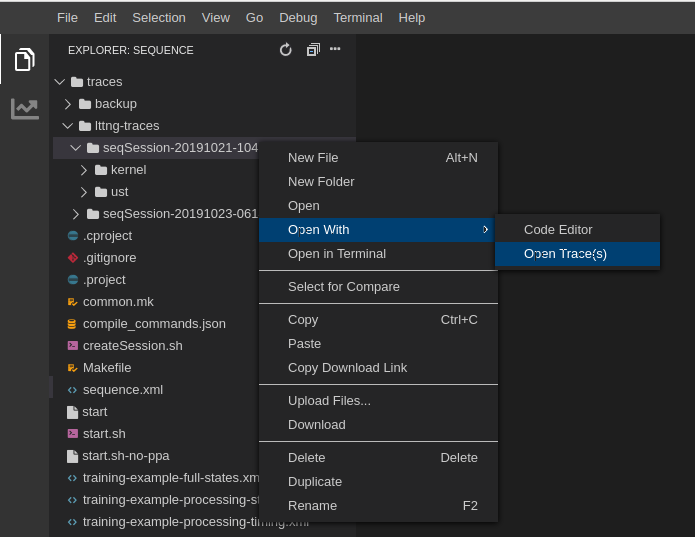 File Edit Selection View Go Debug Terminal Help
EXPLORER: SEQUENCE
traces
backup
lttng-traces
seqSession-20191021-104
kernel
ust
seqSession-20191023-061
.cproject
.gitignore
.project
common.mk
compile_commands.json
createSession.sh
Makefile
sequence.xml
start
start.sh
start.sh-no-ppa
training-example-full-states.xm
training-example-processing-st
training-example-processing-timing.xml
New File Alt+N
New Folder
Open
Open With
Open in Terminal
Select for Compare
Copy Ctrl+C
Paste
Copy Download Link
Upload Files...
Download
Delete Delete
Duplicate
Rename F2
Code Editor
Open Trace(s)